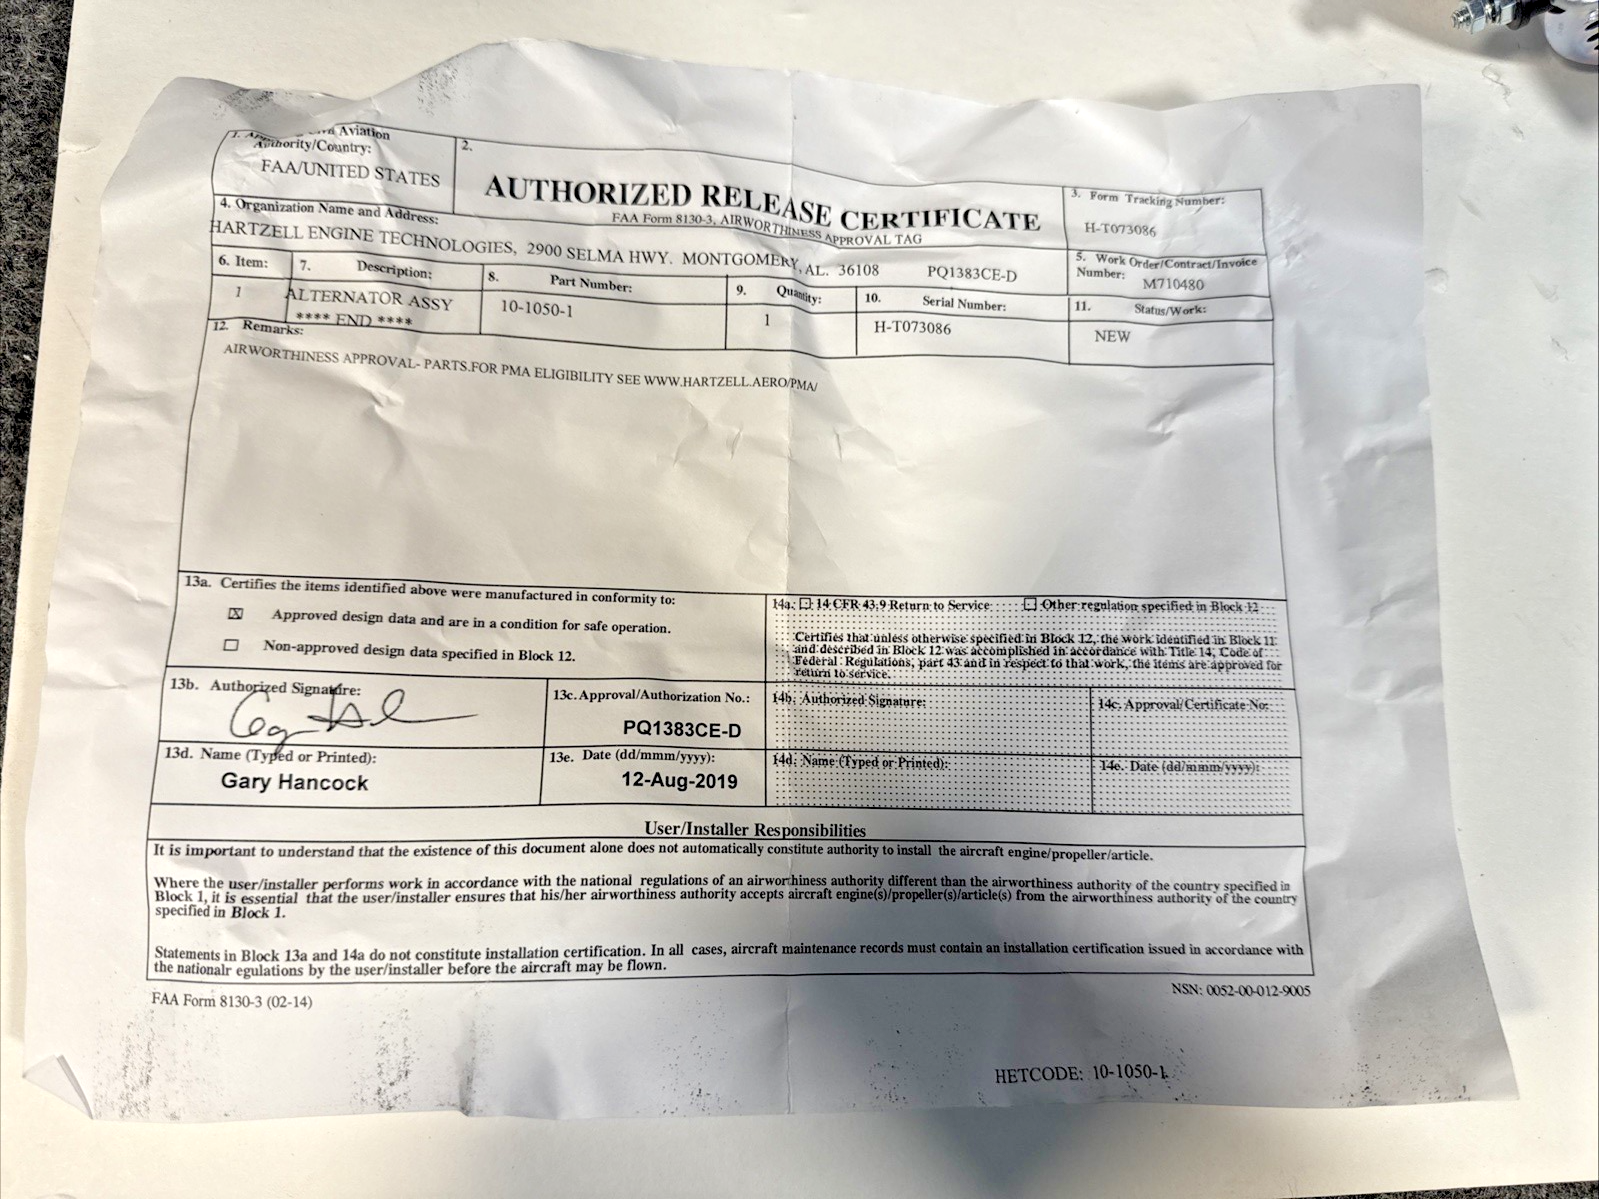 1. Aviation
Authority/Country:
FAA/UNITED STATES
2.
AUTHORIZED RELEASE CERTIFICATE
FAA Form 8130-3, AIRWORTHINESS APPROVAL TAG
3. Form Tracking Number:
H-T073086
4. Organization Name and Address:
HARTZELL ENGINE TECHNOLOGIES, 2900 SELMA HWY. MONTGOMERY, AL. 36108 PQ1383CE-D
5. Work Order/Contract/Invoice
Number:
M710480
6. Item: 7. Description: 8. Part Number: 9. Quantity: 10. Serial Number: 11. Status/Work:
1 ALTERNATOR ASSY 10-1050-1 1 H-T073086 NEW
**** END ****
12. Remarks:
AIRWORTHINESS APPROVAL- PARTS.FOR PMA ELIGIBILITY SEE WWW.HARTZELL.AERO/PMA/
13a. Certifies the items identified above were manufactured in conformity to:
Approved design data and are in a condition for safe operation.
Non-approved design data specified in Block 12.
14a. 14 CFR 43.9 Return to Service Other regulation specified in Block 12
Certifies that unless otherwise specified in Block 12, the work identified in Block 11
and described in Block 12 was accomplished in accordance with Title 14, Code of
Federal Regulations, part 43 and in respect to that work, the items are approved for
return to service.
13b. Authorized Signature:
13c. Approval/Authorization No.:
PQ1383CE-D
14b. Authorized Signature:
14c. Approval/Certificate No:
13d. Name (Typed or Printed):
Gary Hancock
13e. Date (dd/mmm/yyyy):
12-Aug-2019
14d. Name (Typed or Printed):
14e. Date (dd/mmm/yyyy):
User/Installer Responsibilities
It is important to understand that the existence of this document alone does not automatically constitute authority to install the aircraft engine/propeller/article.
Where the user/installer performs work in accordance with the national regulations of an airworthiness authority different than the airworthiness authority of the country specified in
Block 1, it is essential that the user/installer ensures that his/her airworthiness authority accepts aircraft engine(s)/propeller(s)/article(s) from the airworthiness authority of the country
specified in Block 1.
Statements in Block 13a and 14a do not constitute installation certification. In all cases, aircraft maintenance records must contain an installation certification issued in accordance with
the nationalr egulations by the user/installer before the aircraft may be flown.
FAA Form 8130-3 (02-14)
NSN: 0052-00-012-9005
HETCODE: 10-1050-1